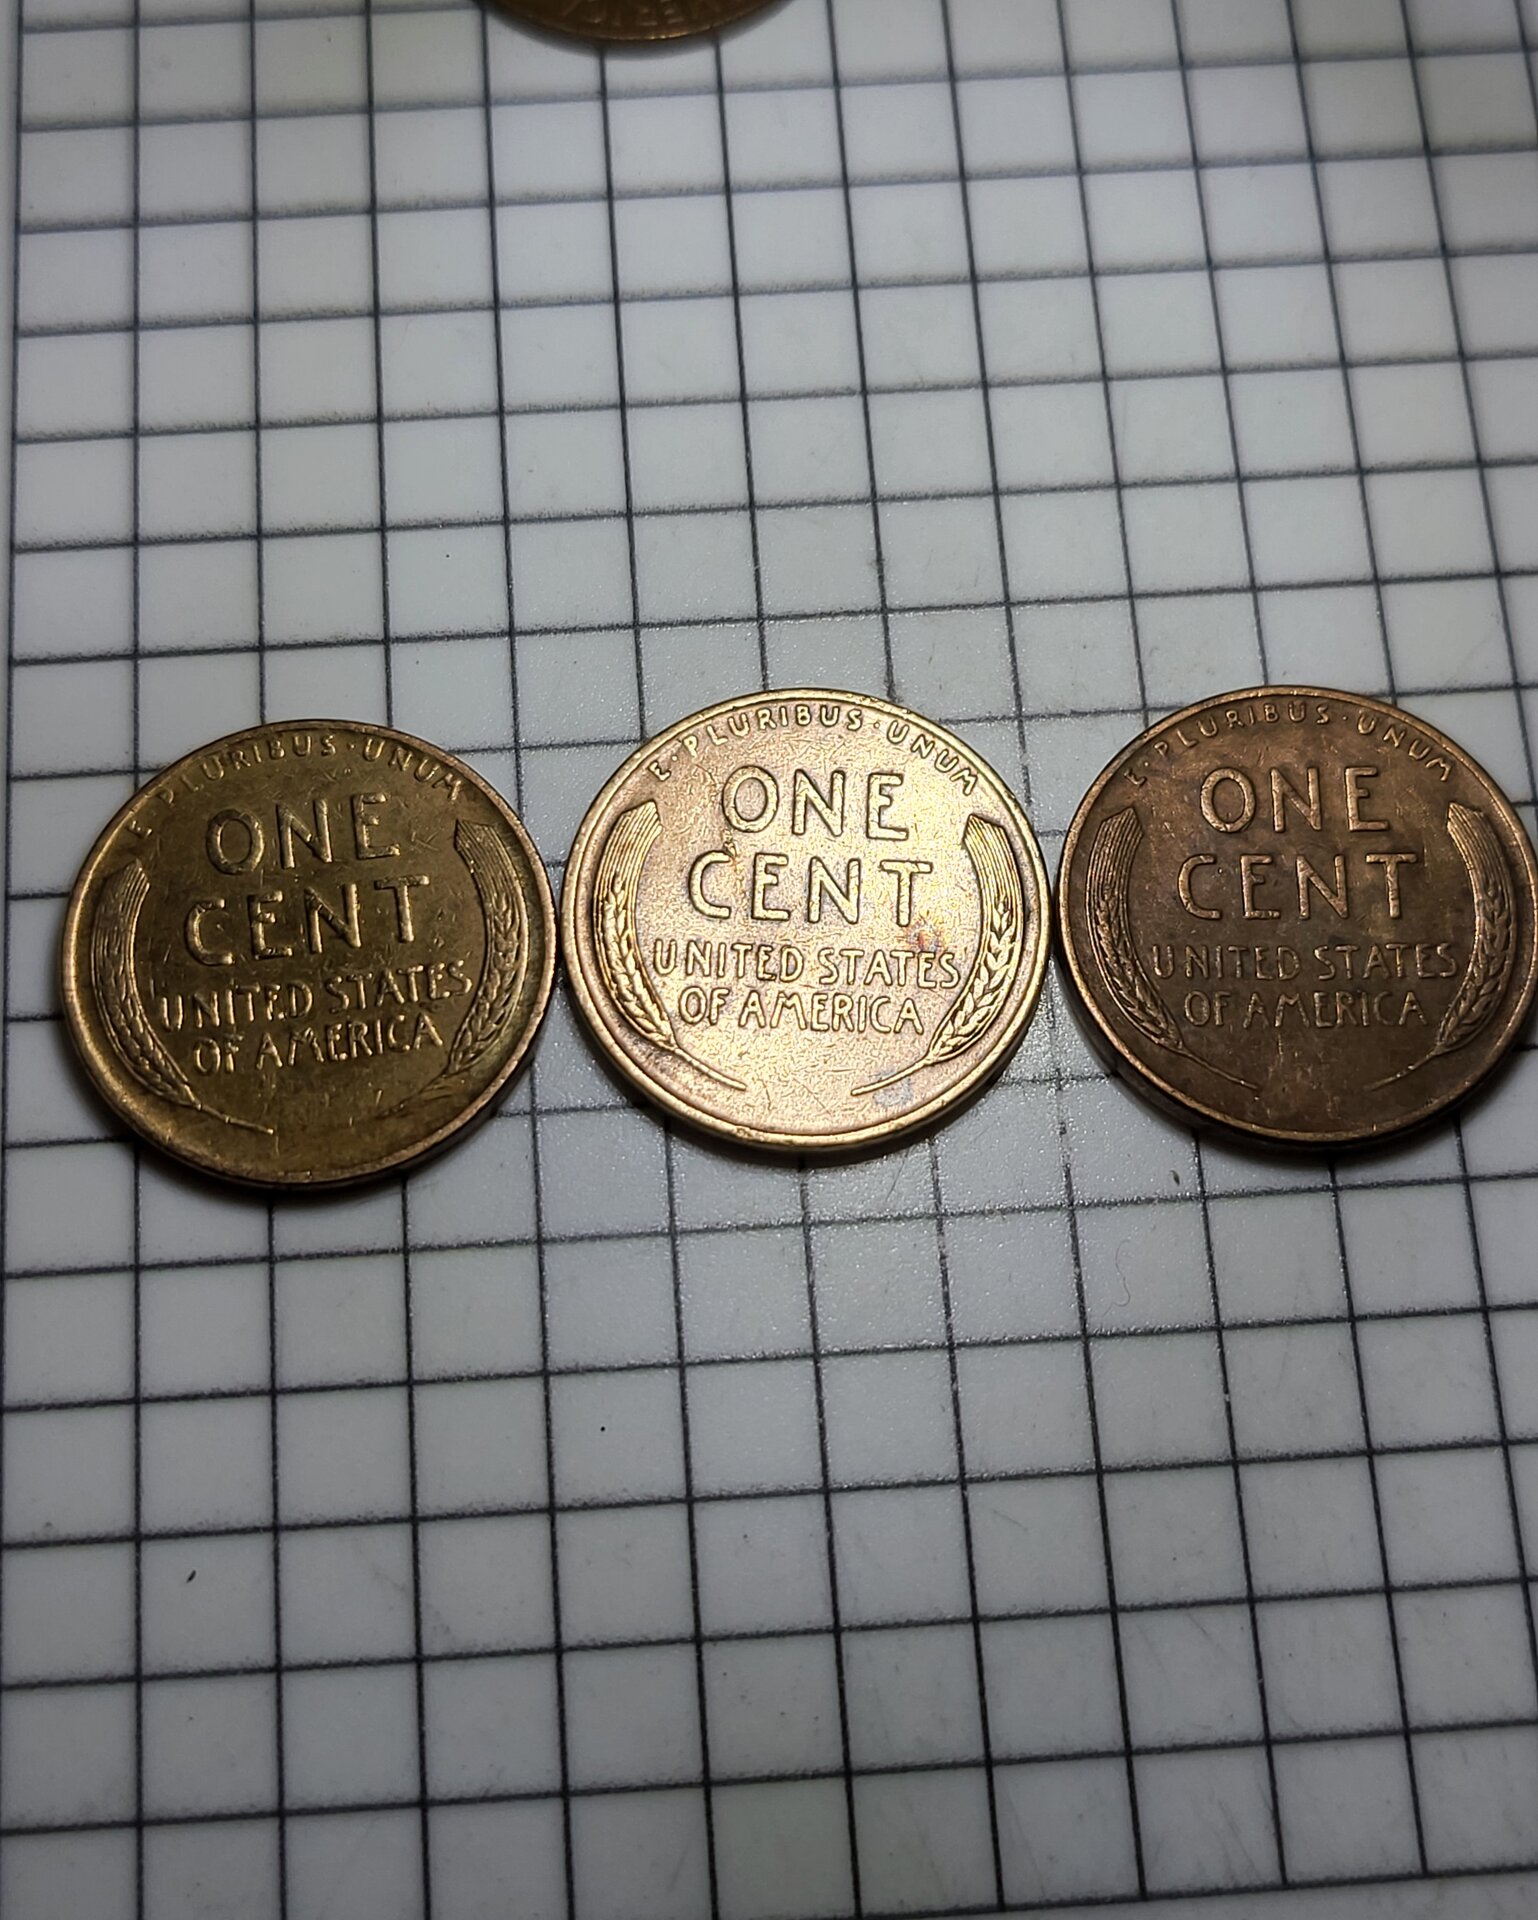 AMERICA
E · PLURIBUS · UNUM
ONE
CENT
UNITED STATES
OF AMERICA
E · PLURIBUS · UNUM
ONE
CENT
UNITED STATES
OF AMERICA
E · PLURIBUS · UNUM
ONE
CENT
UNITED STATES
OF AMERICA